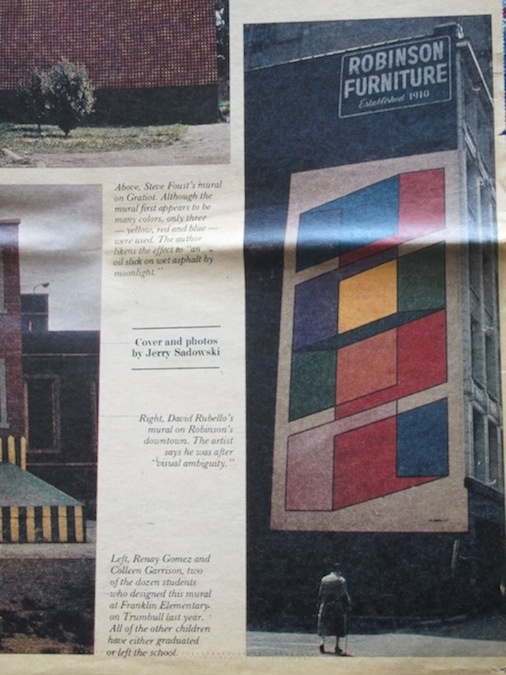 ROBINSON
FURNITURE
Established 1910
Above, Steve Foust's mural
on Gratiot. Although the
mural first appears to be
many colors, only three
— yellow, red and blue —
were used. The author
likens the effect to "an
oil slick on wet asphalt by
moonlight."
Cover and photos
by Jerry Sadowski
Right, David Rubello's
mural on Robinson's
downtown. The artist
says he was after
"visual ambiguity."
Left, Renay Gomez and
Colleen Garrison, two
of the dozen students
who designed this mural
at Franklin Elementary
on Trumbull last year.
All of the other children
have either graduated
or left the school.